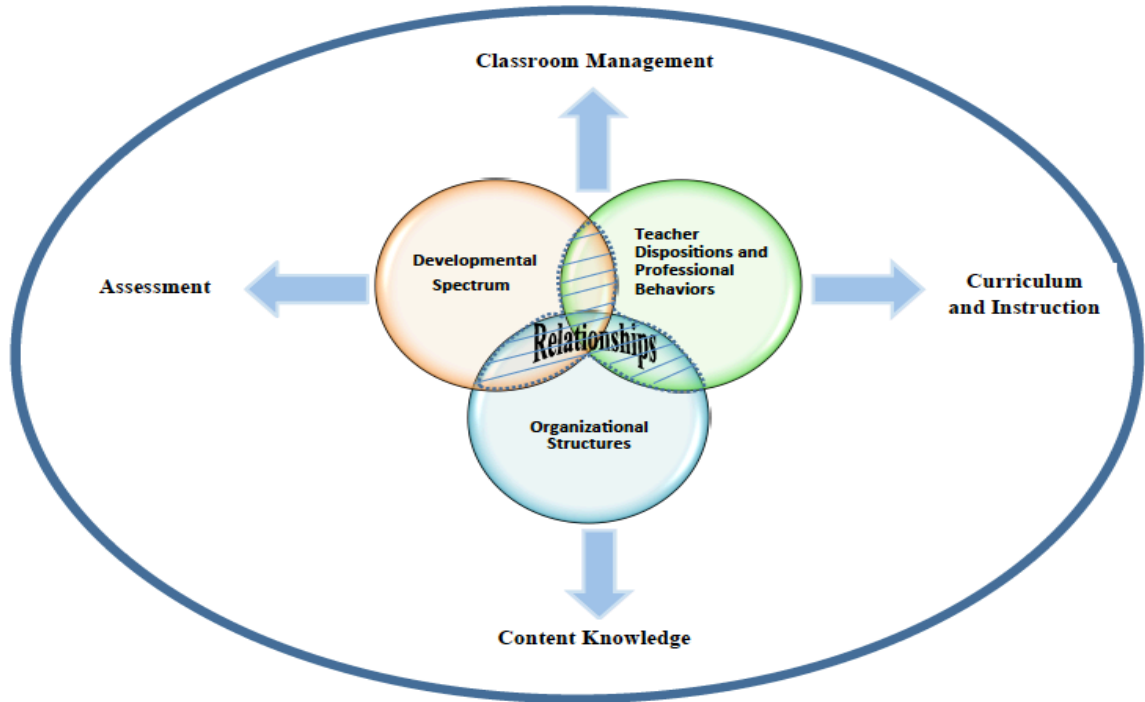 Classroom Management
Teacher
Dispositions and
Professional
Behaviors
Developmental
Spectrum
Assessment
Curriculum
and Instruction
Relationships
Organizational
Structures
Content Knowledge